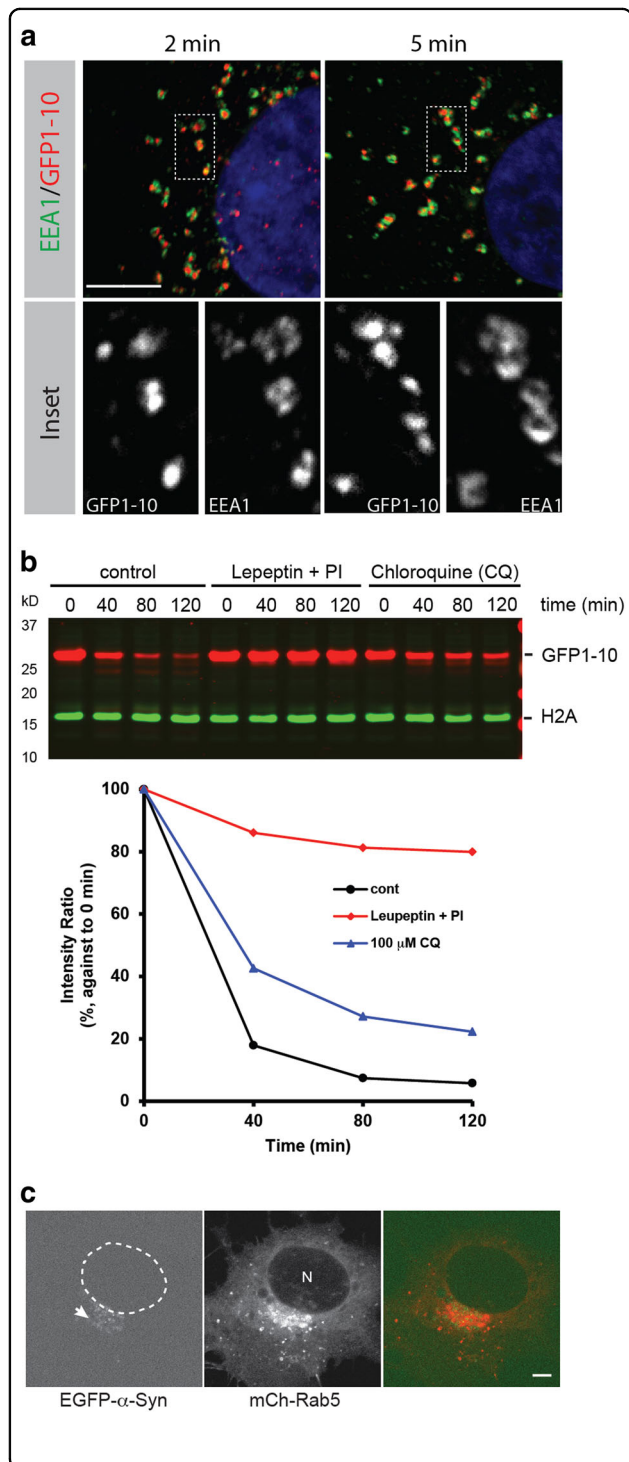 a
2 min 5 min
EEA1/GFP1-10
Inset
GFP1-10 EEA1 GFP1-10 EEA1
b
control Lepeptin + PI Chloroquine (CQ)
kD 0 40 80 120 0 40 80 120 0 40 80 120 time (min)
37
25
20
15
10
GFP1-10
H2A
100
80
60
40
20
0
Intensity Ratio
(%, against to 0 min)
cont
Leupeptin + PI
100 μM CQ
0 40 80 120
Time (min)
c
N
EGFP-α-Syn mCh-Rab5